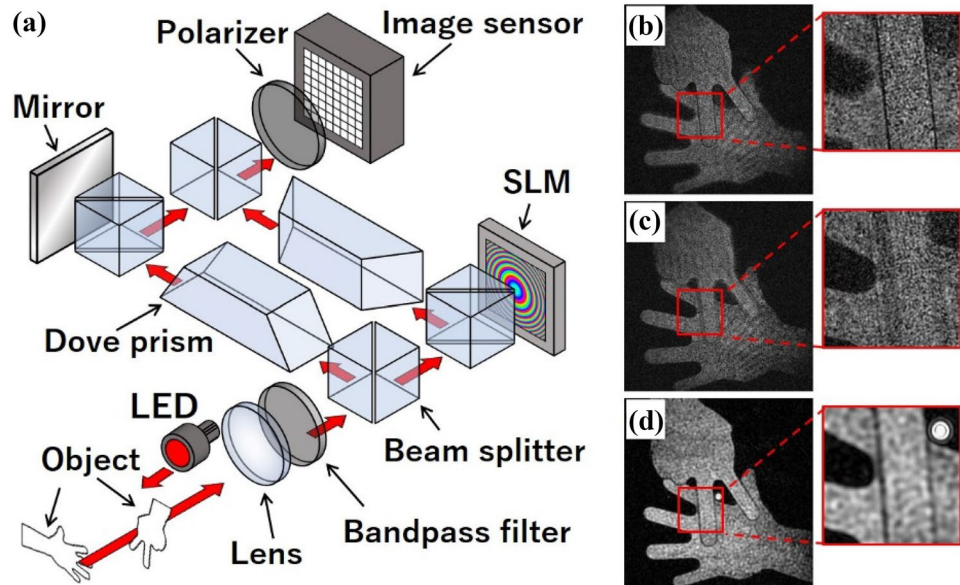 (a)
Polarizer
Image sensor
Mirror
SLM
Dove prism
LED
Beam splitter
Object
Bandpass filter
Lens
(b)
(c)
(d)